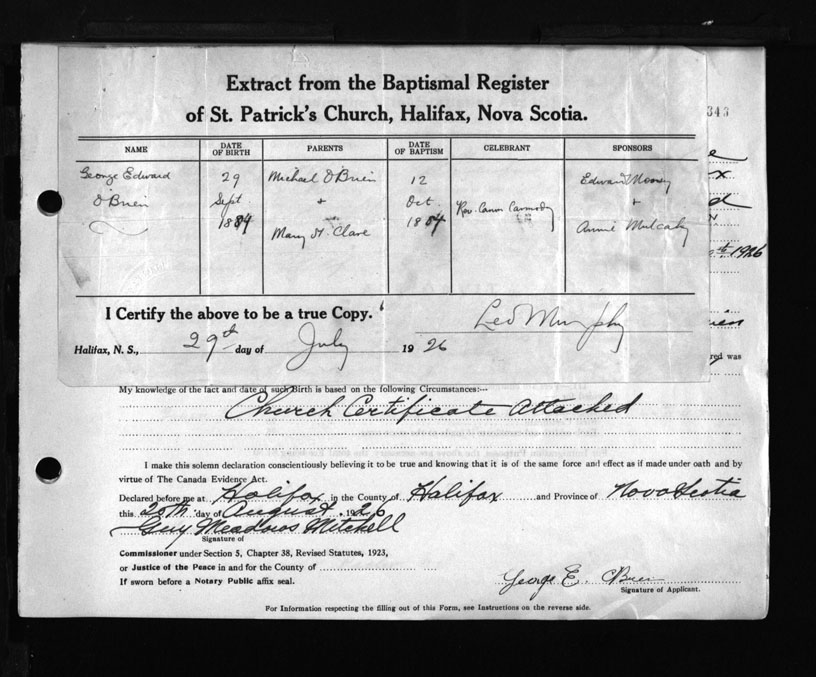 Extract from the Baptismal Register
of St. Patrick's Church, Halifax, Nova Scotia.
343
NAME DATE OF BIRTH PARENTS DATE OF BAPTISM CELEBRANT SPONSORS
George Edward 29 Michael O'Brien 12 Edward Mooney
O'Brien Sept + Oct. Rev. Canon Carmody +
1884 Mary H. Clare 1884 Annie Mulcahy
1926
I Certify the above to be a true Copy.
Leo Murphy
Halifax, N. S., 29th day of July 1926
red was
My knowledge of the fact and date of such Birth is based on the following Circumstances:---
Church Certificate Attached
I make this solemn declaration conscientiously believing it to be true and knowing that it is of the same force and effect as if made under oath and by
virtue of The Canada Evidence Act.
Declared before me at Halifax in the County of Halifax and Province of Nova Scotia
this 20th day of August 1926
Guy Meadows Mitchell
Signature of
Commissioner under Section 5, Chapter 38, Revised Statutes, 1923,
or Justice of the Peace in and for the County of
If sworn before a Notary Public affix seal.
George E. O'Brien
Signature of Applicant.
For Information respecting the filling out of this Form, see Instructions on the reverse side.